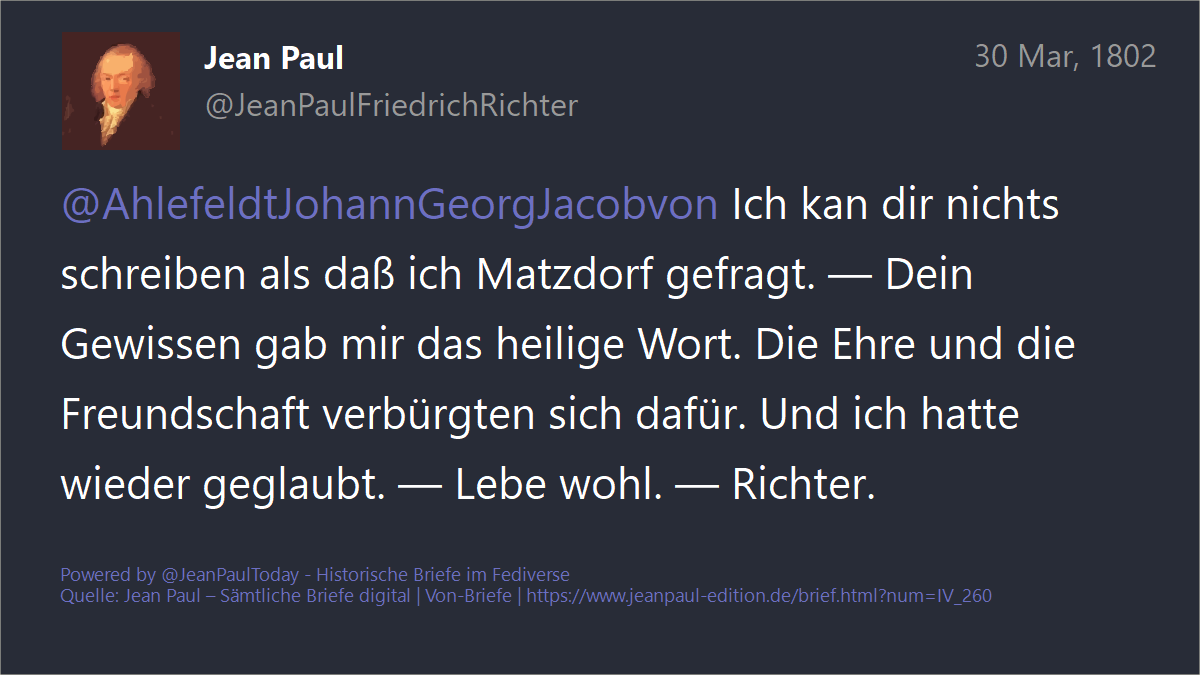 Jean Paul
30 Mar, 1802
@JeanPaulFriedrichRichter
@AhlefeldtJohannGeorgJacobvon Ich kan dir nichts
schreiben als daß ich Matzdorf gefragt. — Dein
Gewissen gab mir das heilige Wort. Die Ehre und die
Freundschaft verbürgten sich dafür. Und ich hatte
wieder geglaubt. — Lebe wohl. — Richter.
Powered by @JeanPaulToday - Historische Briefe im Fediverse
Quelle: Jean Paul – Sämtliche Briefe digital | Von-Briefe | https://www.jeanpaul-edition.de/brief.html?num=IV_260